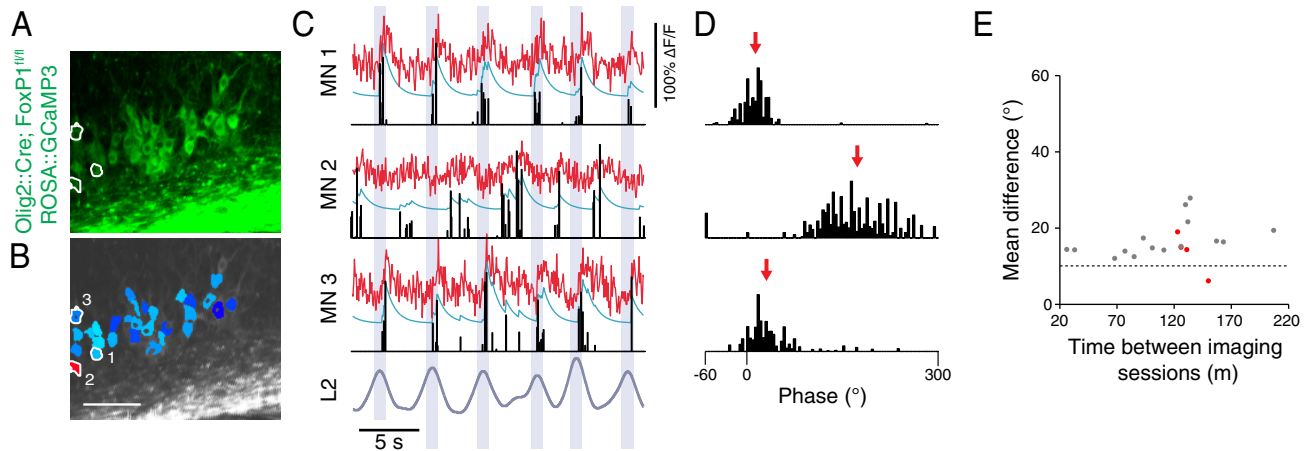 A
Olig2::Cre; FoxP1fl/fl
ROSA::GCaMP3
B
3
1
2
C
MN 1
MN 2
MN 3
L2
100% ΔF/F
5 s
D
-60
0
300
Phase (°)
E
Mean difference (°)
60
40
20
0
20
70
120
170
220
Time between imaging
sessions (m)